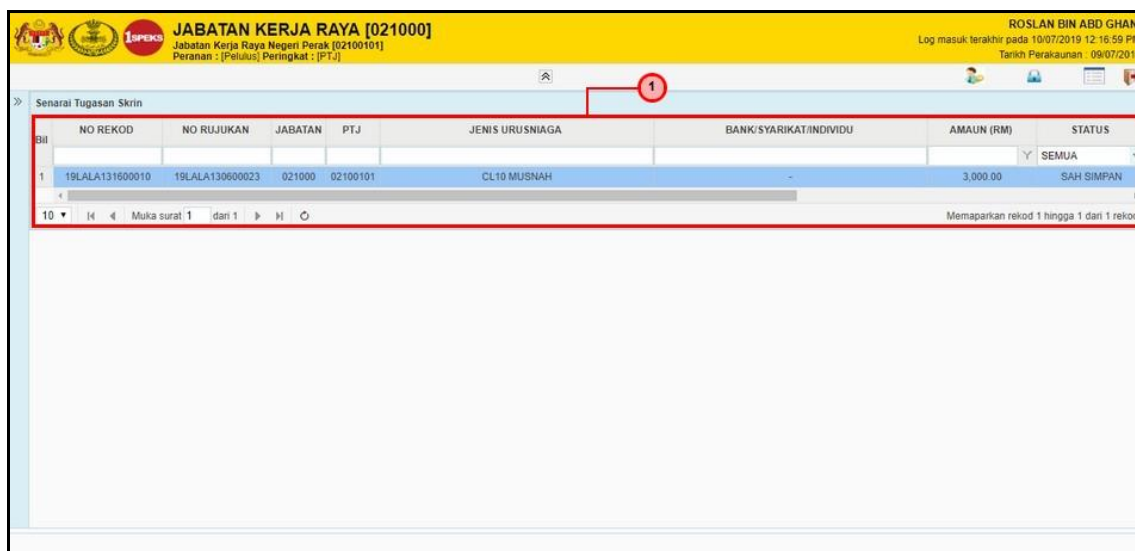 1SPEKS
JABATAN KERJA RAYA [021000]
Jabatan Kerja Raya Negeri Perak [02100101]
Peranan : [Pelulus] Peringkat : [PTJ]
ROSLAN BIN ABD GHAN
Log masuk terakhir pada 10/07/2019 12:16:59 PM
Tarikh Perakaunan : 09/07/201
1
Senarai Tugasan Skrin
Bil NO REKOD NO RUJUKAN JABATAN PTJ JENIS URUSNIAGA BANK/SYARIKAT/INDIVIDU AMAUN (RM) STATUS
SEMUA
1 19LALA131600010 19LALA130600023 021000 02100101 CL10 MUSNAH - 3,000.00 SAH SIMPAN
10 Muka surat 1 dari 1 Memaparkan rekod 1 hingga 1 dari 1 rekod